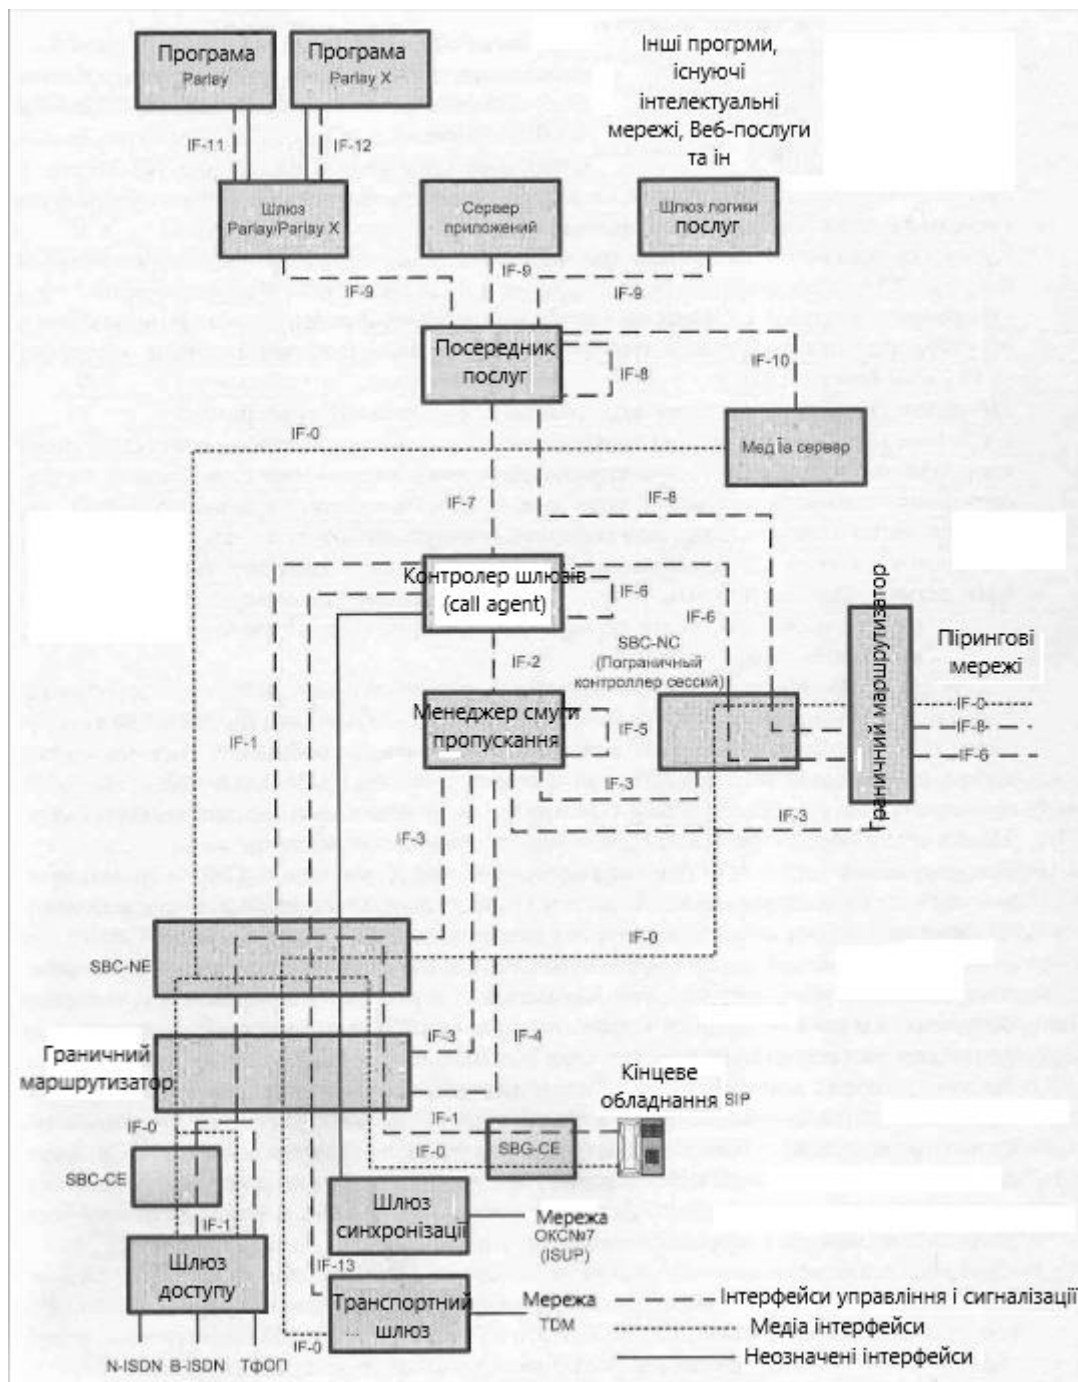 Програма
Parlay
Програма
Parlay X
Інші прогрми,
існуючі
інтелектуальні
мережі, Веб-послуги
та ін
IF-11
IF-12
Шлюз
Parlay/Parlay X
Сервер
приложений
Шлюз логики
послуг
IF-9
IF-9
IF-9
Посередник
послуг
IF-8
IF-10
IF-0
Медіа сервер
IF-7
IF-8
Контролер шлюзів
(call agent)
IF-6
IF-6
IF-2
SBC-NC
(Пограничный
контроллер сессий)
Граничний маршрутизатор
Пірингові
мережі
IF-1
Менеджер смуги
пропускання
IF-5
IF-0
IF-8
IF-6
IF-3
IF-3
IF-3
IF-0
SBC-NE
IF-3
IF-4
Граничний
маршрутизатор
Кінцеве
обладнання SIP
IF-1
IF-0
IF-0
SBG-CE
SBC-CE
IF-1
Шлюз
синхронізації
Мережа
ОКС№7
(ISUP)
Шлюз
доступу
IF-13
Транспортний
шлюз
Мережа
TDM
IF-0
N-ISDN B-ISDN ТфОП
Інтерфейси управління і сигналізації
Медіа інтерфейси
Неозначені інтерфейси